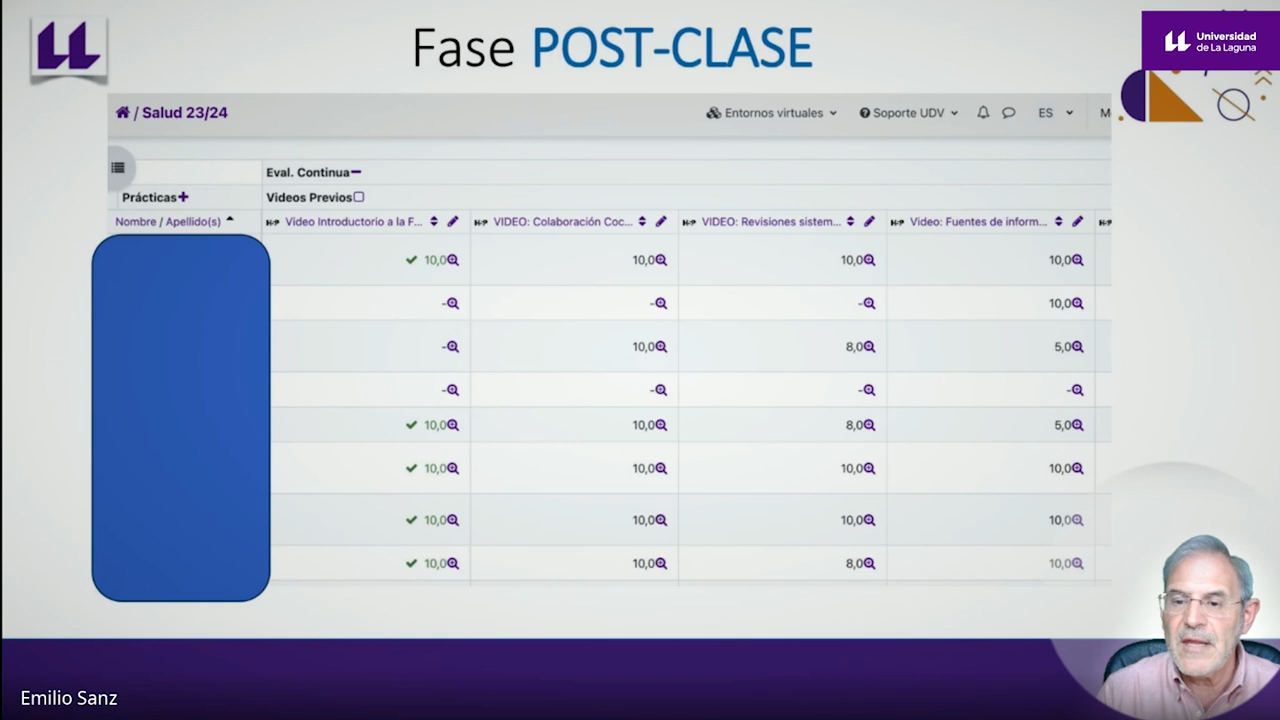 Fase POST-CLASE
Universidad
de La Laguna
/ Salud 23/24
Entornos virtuales
Soporte UDV
ES
M
Eval. Continua
Prácticas
Videos Previos
Nombre / Apellido(s)
H-P Video Introductorio a la F...
H-P VIDEO: Colaboración Coc...
H-P VIDEO: Revisiones sistem...
H-P Video: Fuentes de inform...
H-P
10,0 10,0 10,0 10,0
- - - 10,0
- 10,0 8,0 5,0
- - - -
10,0 10,0 8,0 5,0
10,0 10,0 10,0 10,0
10,0 10,0 10,0 10,0
10,0 10,0 8,0 10,0
Emilio Sanz